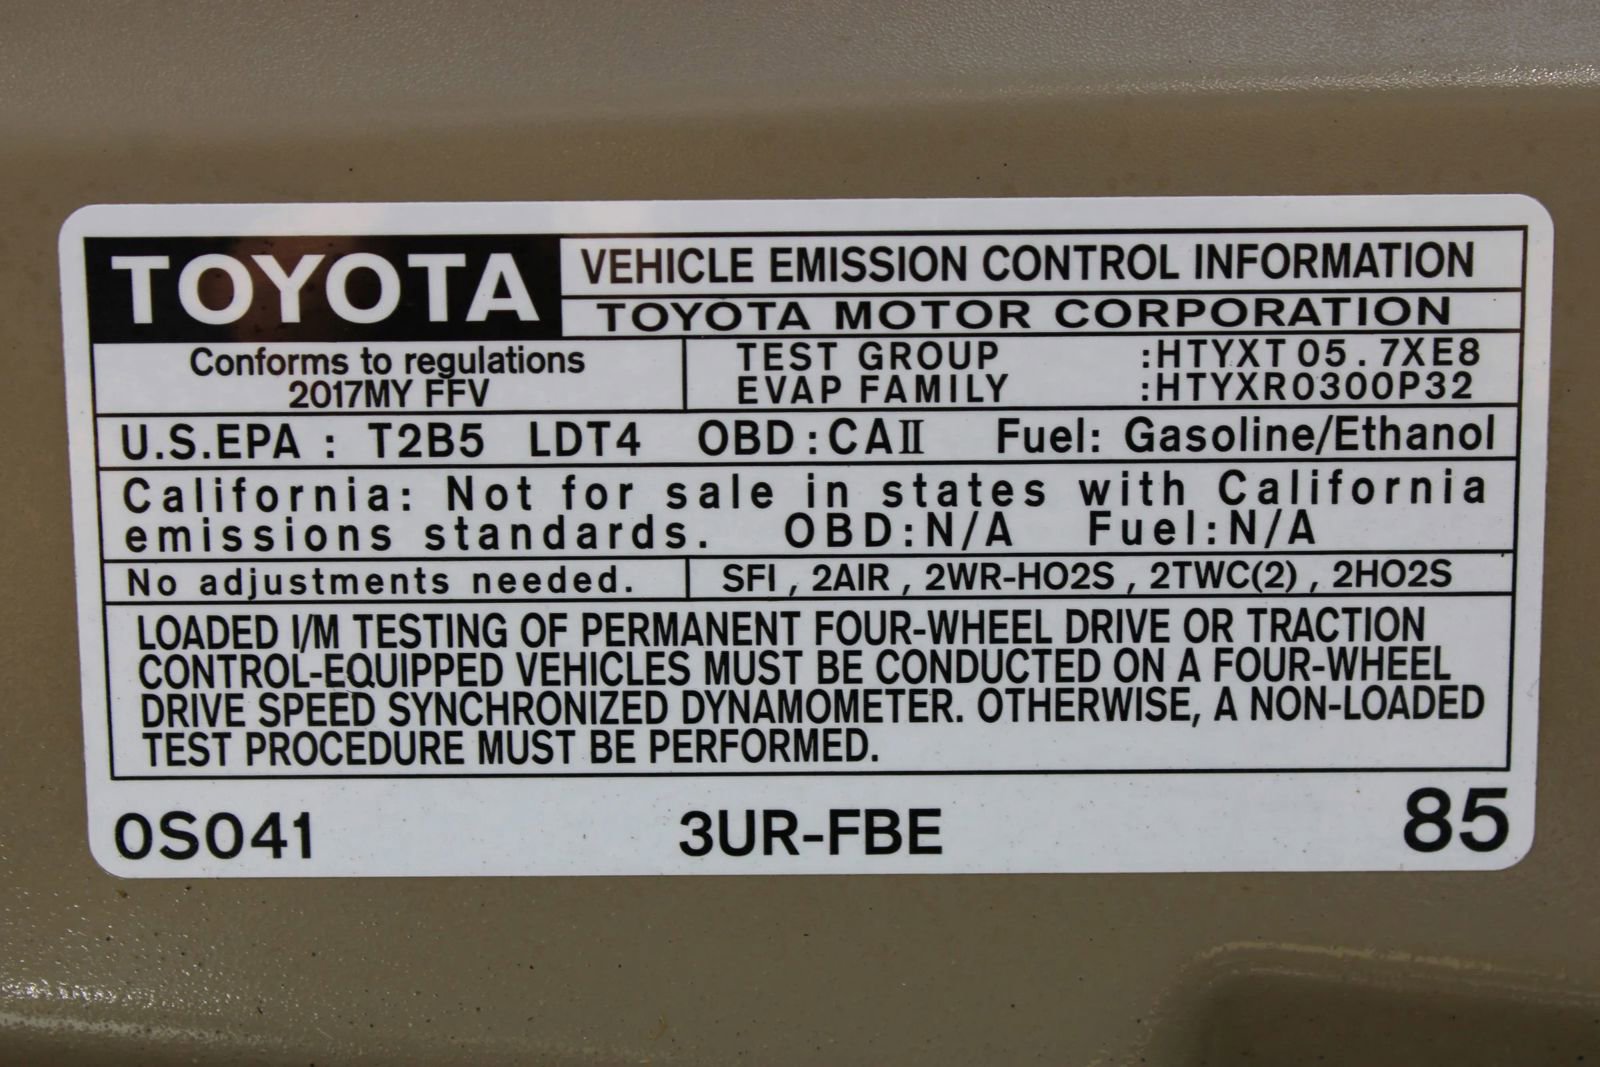 TOYOTA VEHICLE EMISSION CONTROL INFORMATION
TOYOTA MOTOR CORPORATION
Conforms to regulations
2017MY FFV
TEST GROUP :HTYXT05.7XE8
EVAP FAMILY :HTYXR0300P32
U.S.EPA : T2B5 LDT4 OBD:CAⅡ Fuel: Gasoline/Ethanol
California: Not for sale in states with California
emissions standards. OBD:N/A Fuel:N/A
No adjustments needed. SFI , 2AIR , 2WR-HO2S , 2TWC(2) , 2HO2S
LOADED I/M TESTING OF PERMANENT FOUR-WHEEL DRIVE OR TRACTION
CONTROL-EQUIPPED VEHICLES MUST BE CONDUCTED ON A FOUR-WHEEL
DRIVE SPEED SYNCHRONIZED DYNAMOMETER. OTHERWISE, A NON-LOADED
TEST PROCEDURE MUST BE PERFORMED.
0S041 3UR-FBE 85